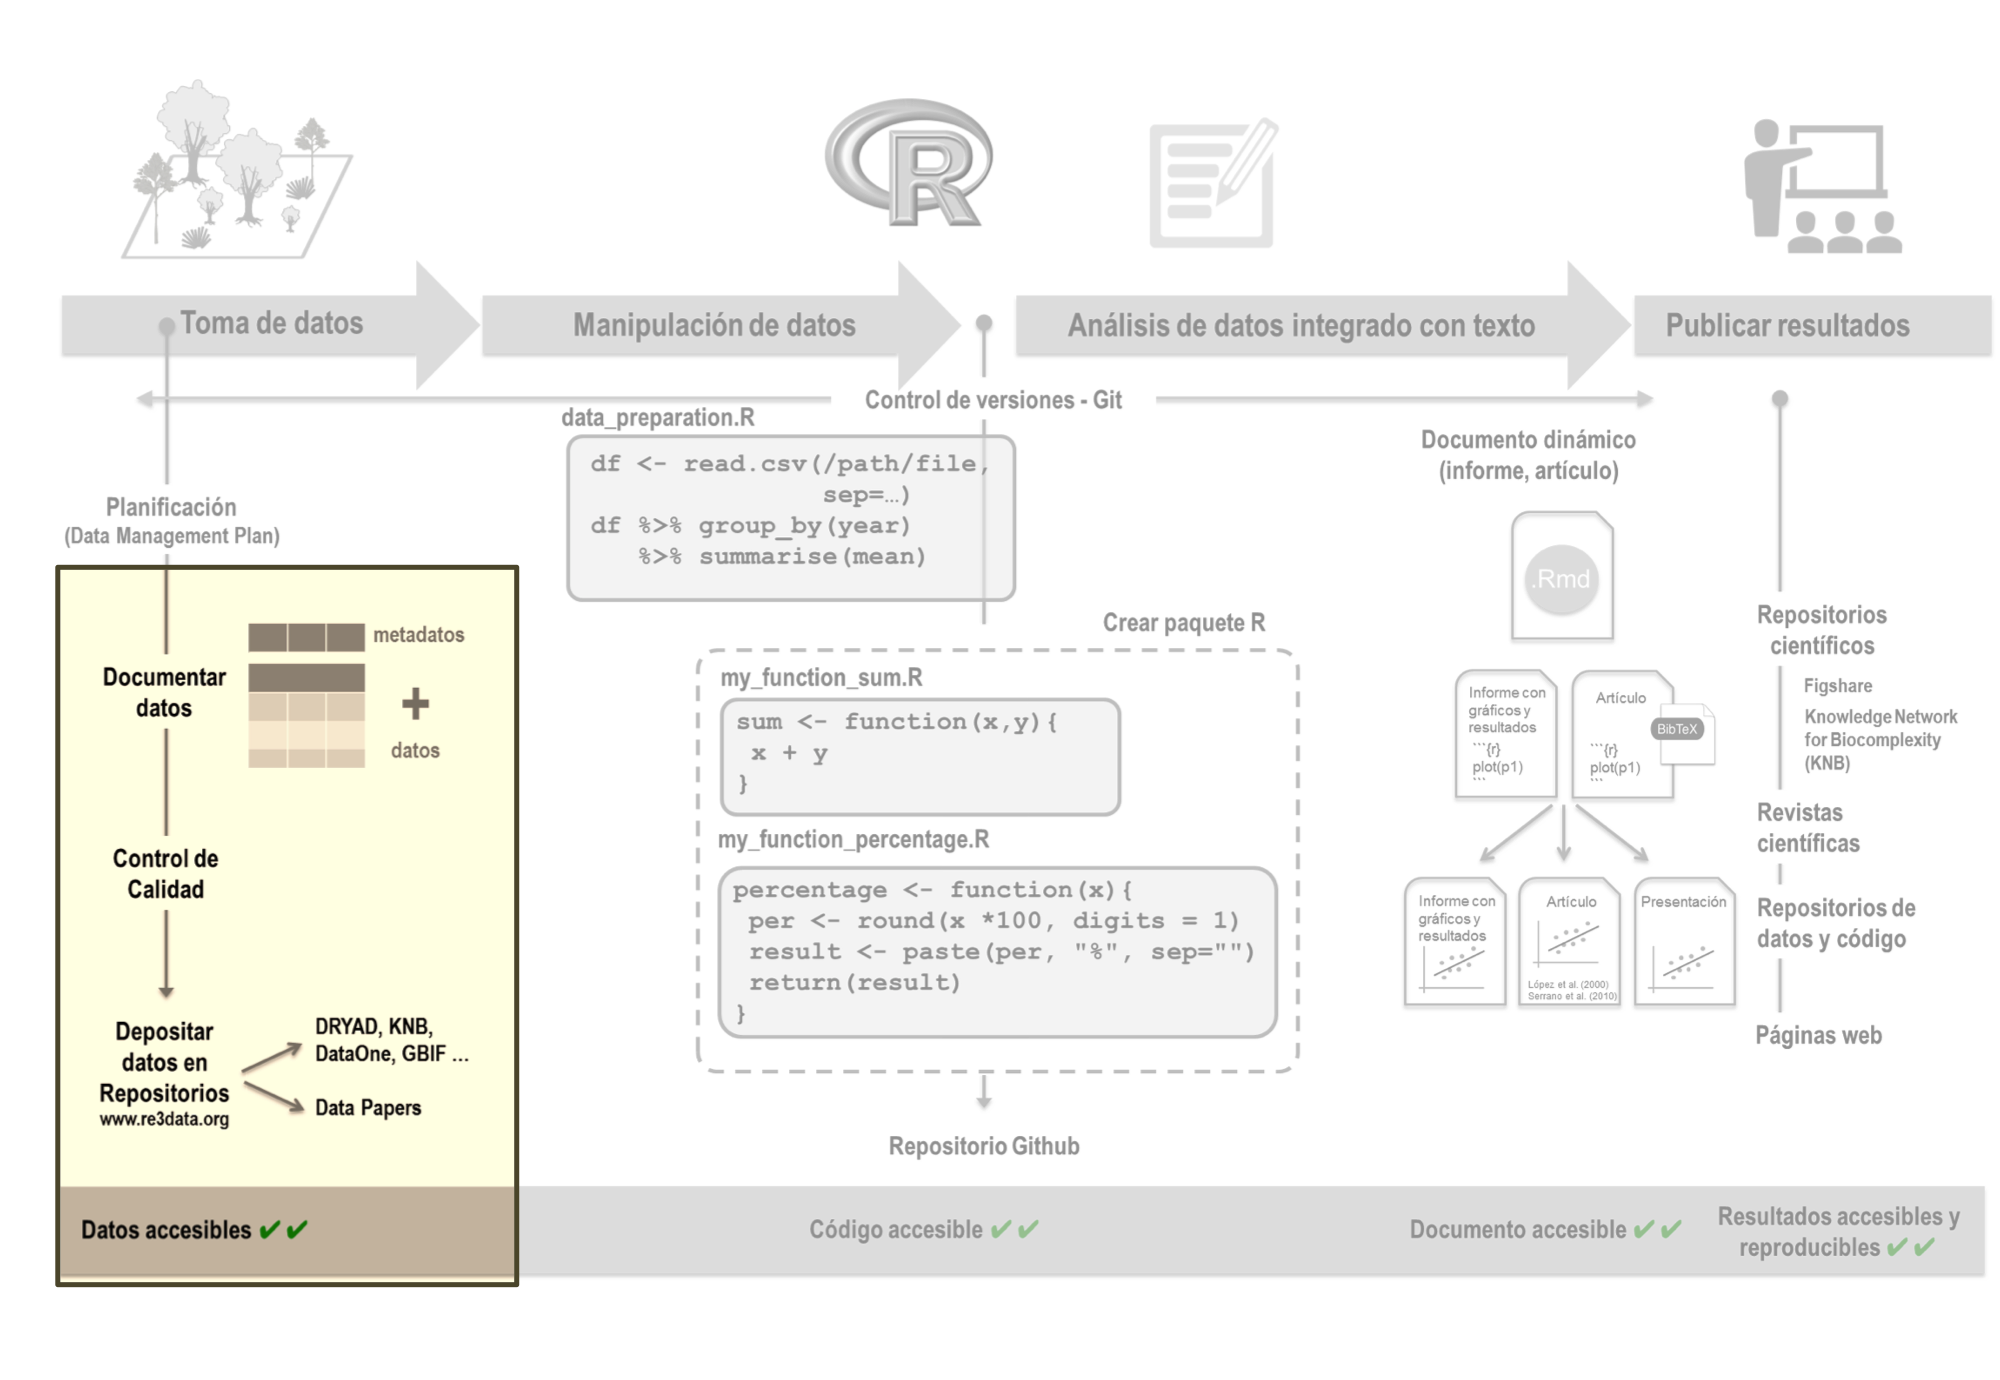 R
Toma de datos
Manipulación de datos
Análisis de datos integrado con texto
Publicar resultados
Control de versiones - Git
Planificación
(Data Management Plan)
Documentar
datos
metadatos
+
datos
Control de
Calidad
Depositar
datos en
Repositorios
www.re3data.org
DRYAD, KNB,
DataOne, GBIF ...
Data Papers
data_preparation.R
df <- read.csv(/path/file,
sep=…)
df %>% group_by(year)
%>% summarise(mean)
Crear paquete R
my_function_sum.R
sum <- function(x,y){
x + y
}
my_function_percentage.R
percentage <- function(x){
per <- round(x *100, digits = 1)
result <- paste(per, "%", sep="")
return(result)
}
Repositorio Github
Documento dinámico
(informe, artículo)
.Rmd
Informe con
gráficos y
resultados
```{r}
plot(p1)
```
Artículo
```{r}
plot(p1)
```
BibTeX
Informe con
gráficos y
resultados
Artículo
López et al. (2000)
Serrano et al. (2010)
Presentación
Repositorios
científicos
Figshare
Knowledge Network
for Biocomplexity
(KNB)
Revistas
científicas
Repositorios de
datos y código
Páginas web
Datos accesibles ✔✔
Código accesible ✔✔
Documento accesible ✔✔
Resultados accesibles y
reproducibles ✔✔